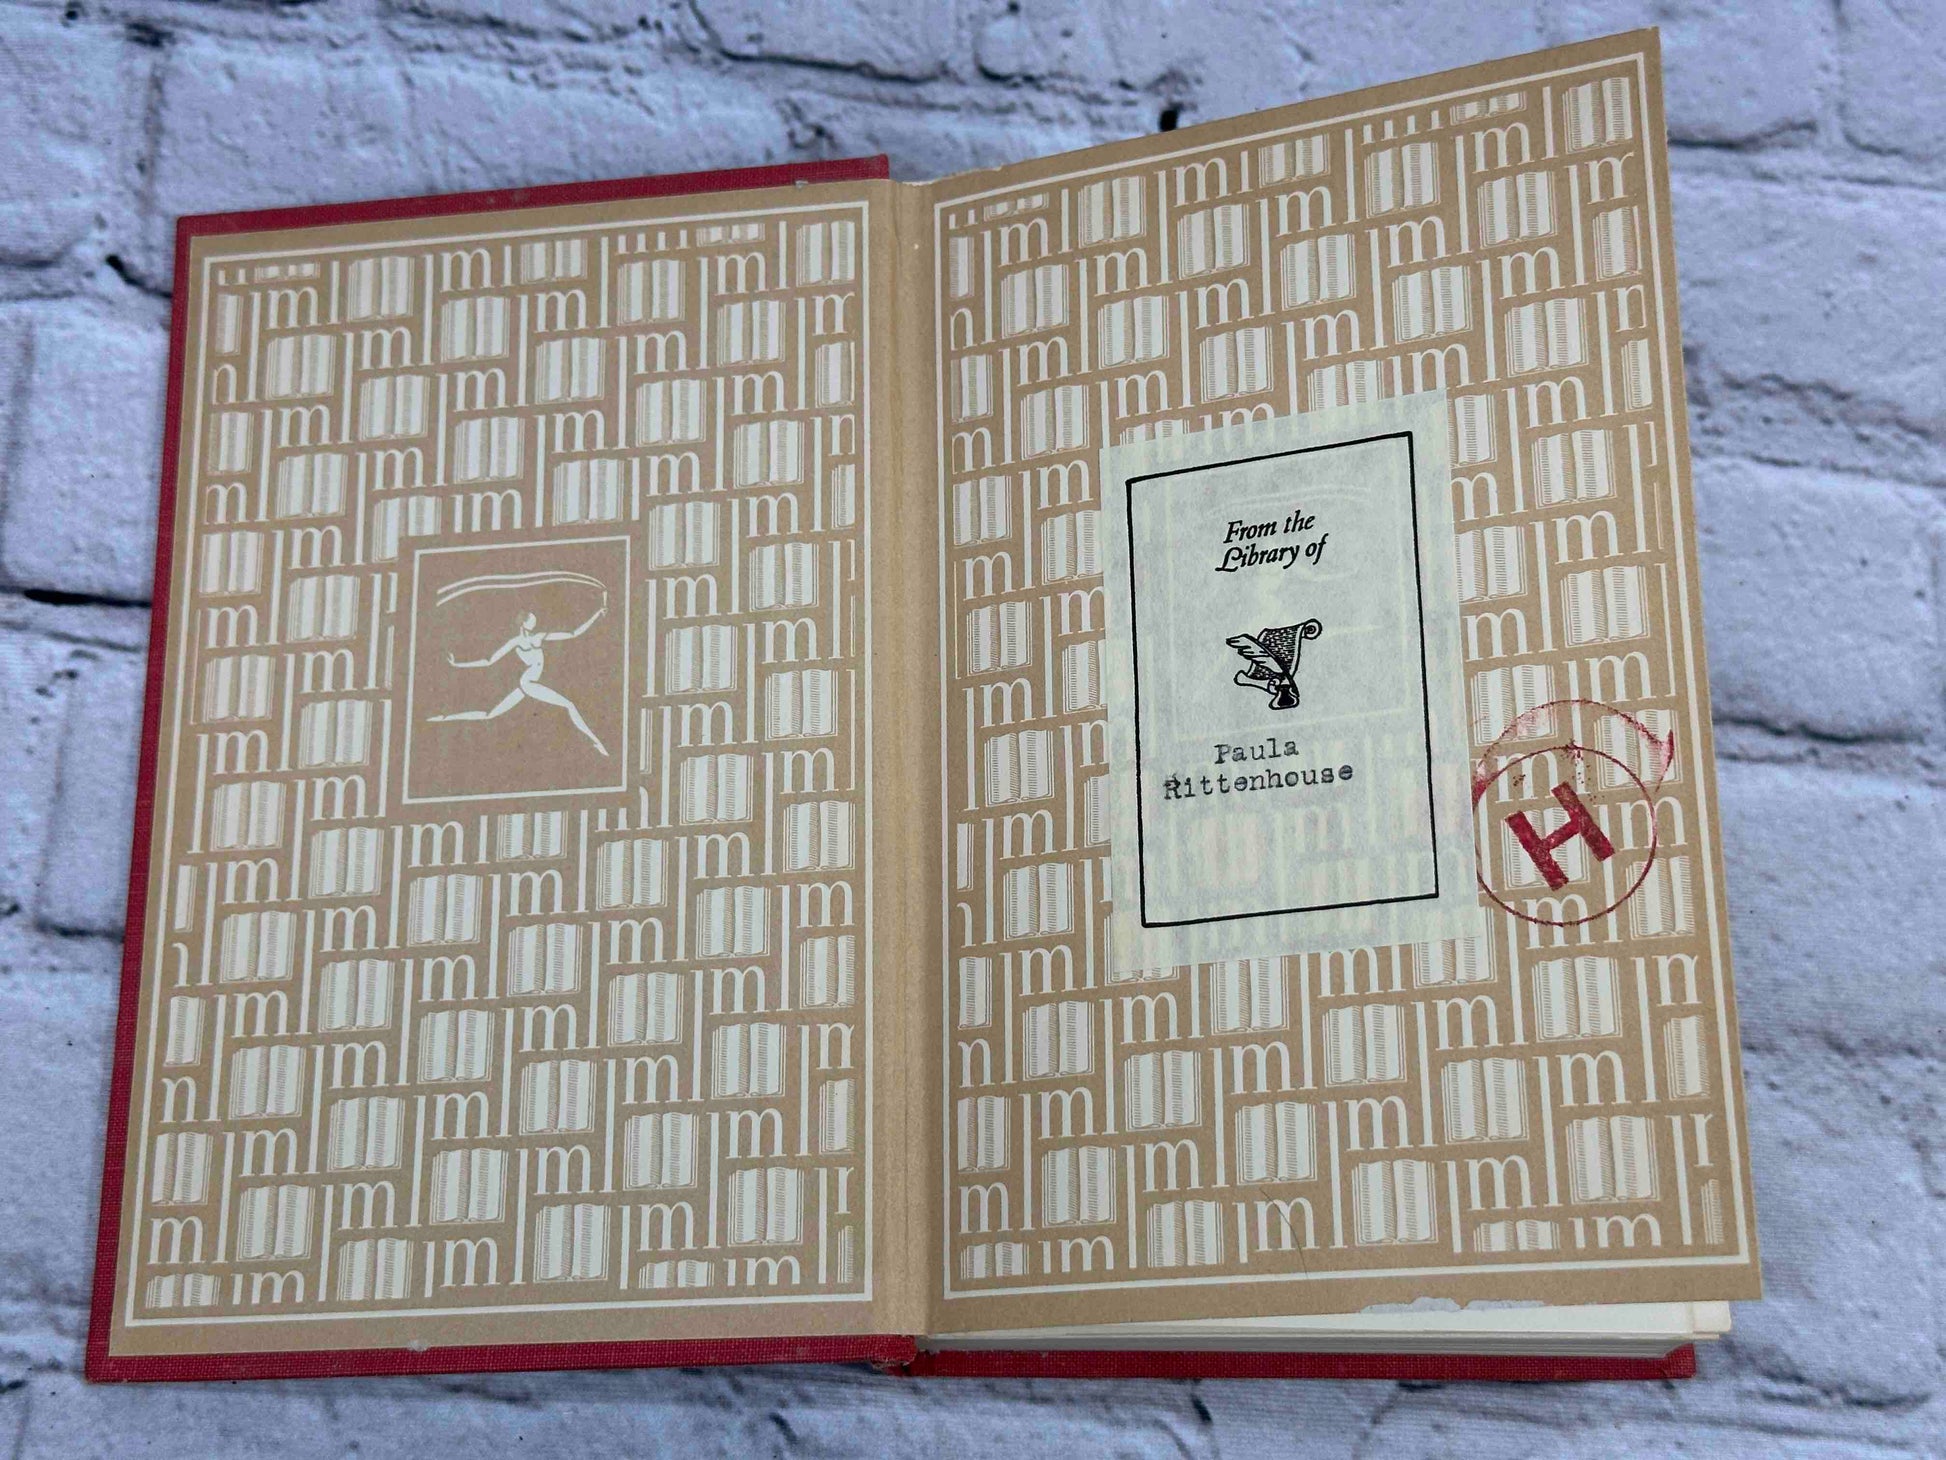 From the
Library of
Paula
Rittenhouse
H